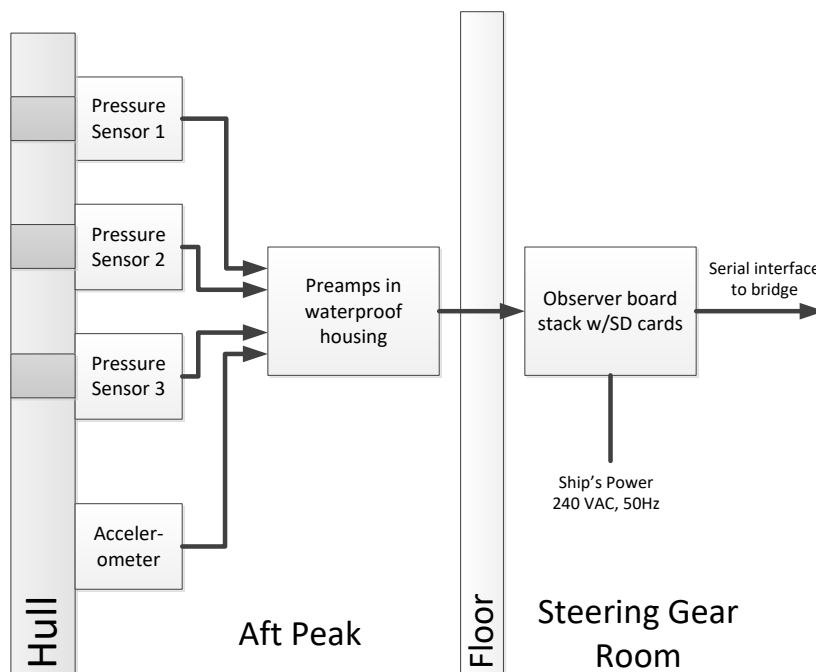 Pressure
Sensor 1
Pressure
Sensor 2
Pressure
Sensor 3
Acceler-
ometer
Preamps in
waterproof
housing
Observer board
stack w/SD cards
Serial interface
to bridge
Ship's Power
240 VAC, 50Hz
Hull
Aft Peak
Floor
Steering Gear
Room